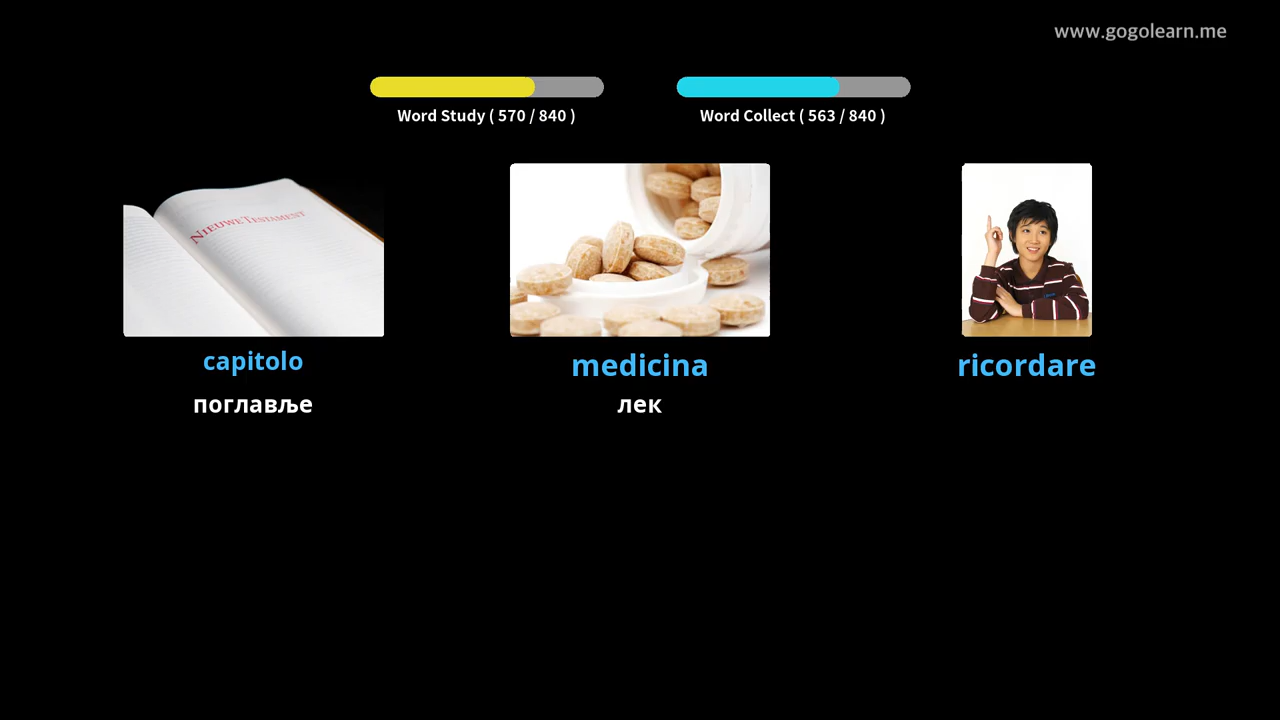 www.gogolearn.me
Word Study ( 570 / 840 )
Word Collect ( 563 / 840 )
NIEUWE TESTAMENT
capitolo
medicina
ricordare
поглавље
лек